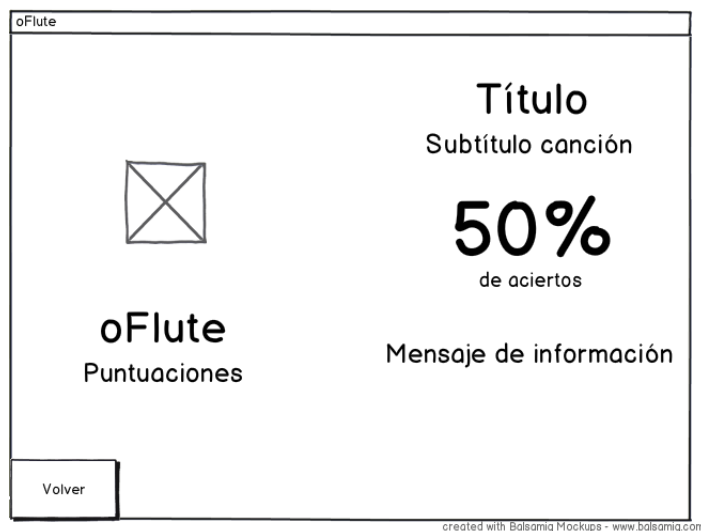 oFlute
Título
Subtítulo canción
50%
de aciertos
Mensaje de información
oFlute
Puntuaciones
Volver
created with Balsamiq Mockups - www.balsamiq.com